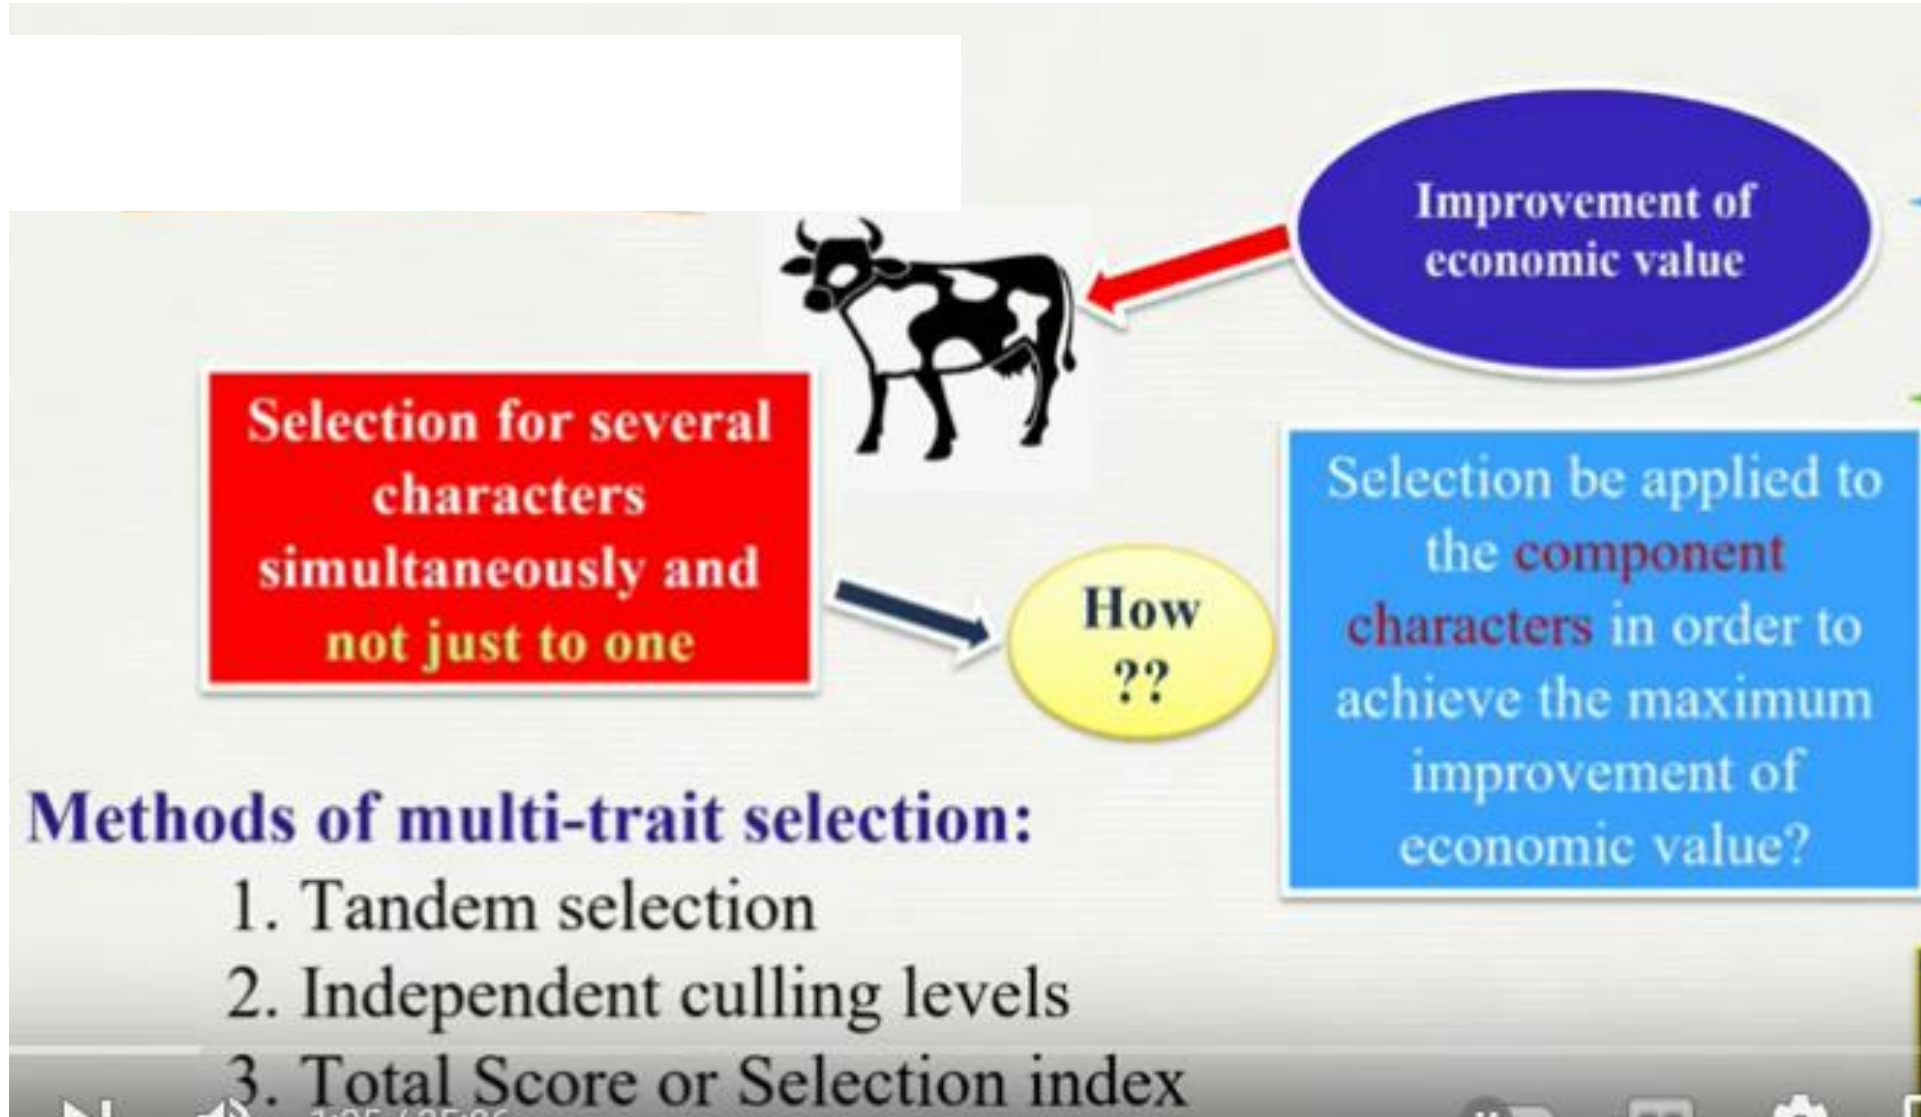 Improvement of
economic value
Selection for several
characters
simultaneously and
not just to one
How
??
Selection be applied to
the component
characters in order to
achieve the maximum
improvement of
economic value?
Methods of multi-trait selection:
1. Tandem selection
2. Independent culling levels
3. Total Score or Selection index